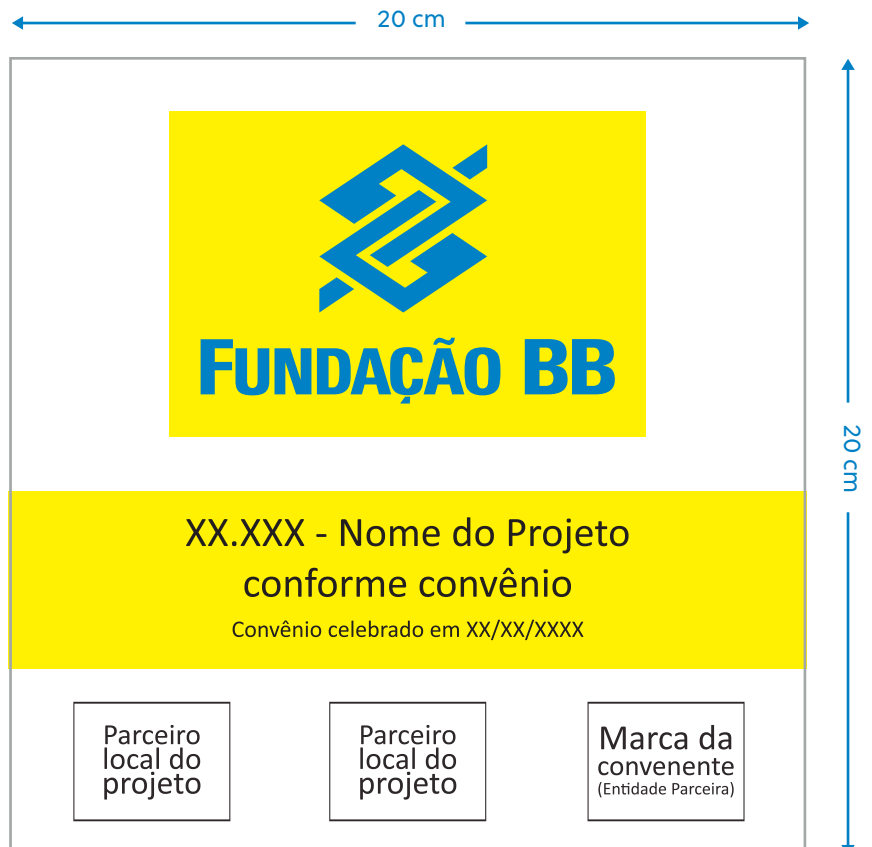 20 cm
FUNDAÇÃO BB
20 cm
XX.XXX - Nome do Projeto
conforme convênio
Convênio celebrado em XX/XX/XXXX
Parceiro
local do
projeto
Parceiro
local do
projeto
Marca da
convenente
(Entidade Parceira)